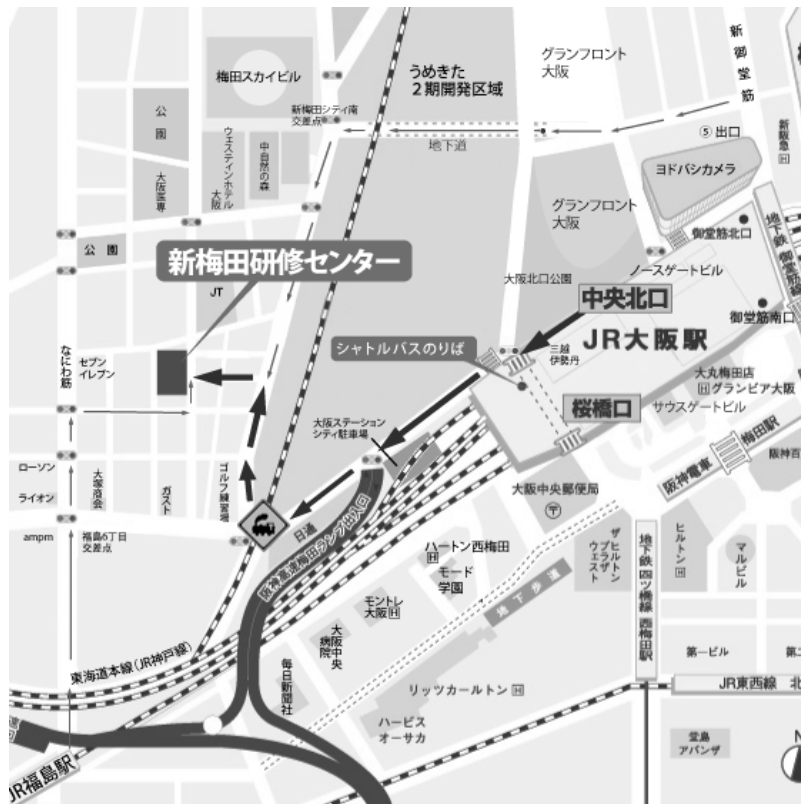 梅田スカイビル
うめきた
2期開発区域
グランフロント
大阪
新御堂筋
公園
新梅田シティ南
交差点
ウェスティンホテル
大阪
中自然の森
大阪医専
地下道
⑤出口
新阪急
H
ヨドバシカメラ
グランフロント
大阪
公園
御堂筋北口
地下鉄 御堂筋線
新梅田研修センター
ノースゲートビル
大阪北口公園
JT
中央北口
御堂筋南口
JR大阪駅
シャトルバスのりば
三越
伊勢丹
なにわ筋
セブン
イレブン
大丸梅田店
Hグランビア大阪
桜橋口
サウスゲートビル
大阪ステーション
シティ駐車場
梅田駅
阪神電車
阪神百
ローソン
ライオン
大塚商会
ガスト
ゴルフ練習場
大阪中央郵便局
〒
ampm
福島6丁目
交差点
日通
阪神高速梅田ランプ出入口
ハートン西梅田
H
モード
学園
ザ・ヒルトン
プラザ
ウェスト
地下鉄 四ツ橋線 西梅田駅
ヒルトンH
マルビル
地下歩道
モントレ
大阪H
大阪中央
病院
東海道本線(JR神戸線)
毎日新聞社
第一ビル
第二
リッツカールトンH
JR東西線 北
ハービス
オーサカ
堂島
アバンザ
N
JR福島駅